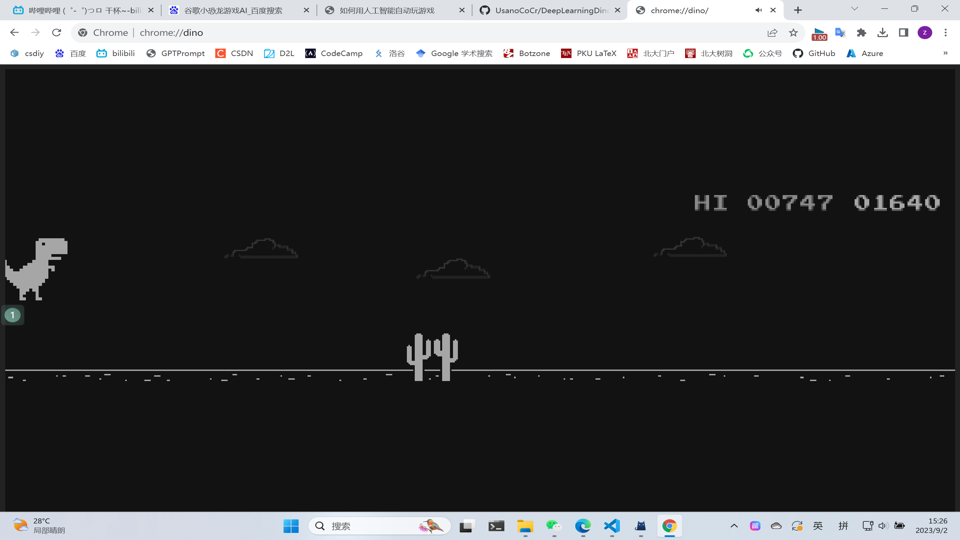 哔哩哔哩 (゜-゜)つロ 干杯~-bili
谷歌小恐龙游戏AI_百度搜索
如何用人工智能自动玩游戏
UsanoCoCr/DeepLearningDin
chrome://dino/
Chrome | chrome://dino
1.00
z
csdiy
百度
bilibili
GPTPrompt
CSDN
D2L
CodeCamp
洛谷
Google 学术搜索
Botzone
PKU LaTeX
北大门户
北大树洞
公众号
GitHub
Azure
»
HI 00747 01640
1
28°C
局部晴朗
搜索
英
拼
15:26
2023/9/2